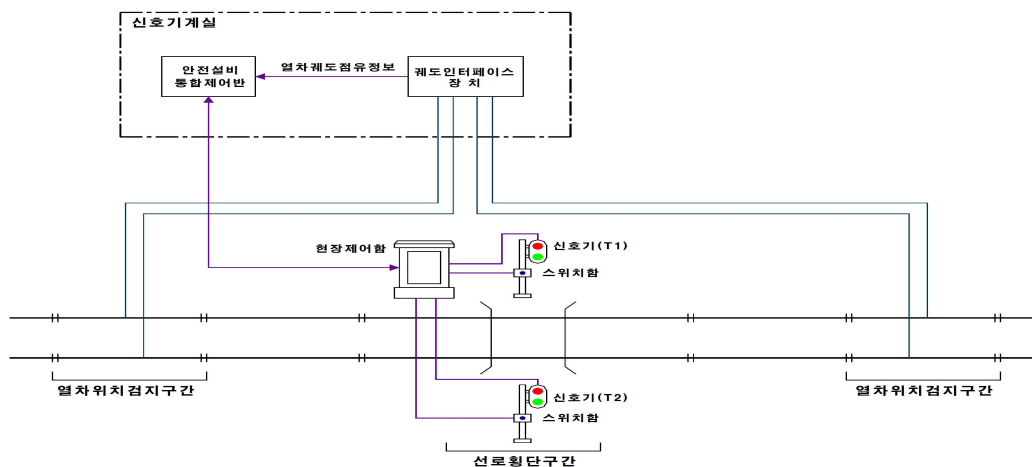 신호기계실
안전설비
통합제어반
열차궤도점유정보
궤도인터페이스
장 치
현장제어함
신호기(T1)
스위치함
열차위치검지구간
신호기(T2)
스위치함
열차위치검지구간
선로횡단구간